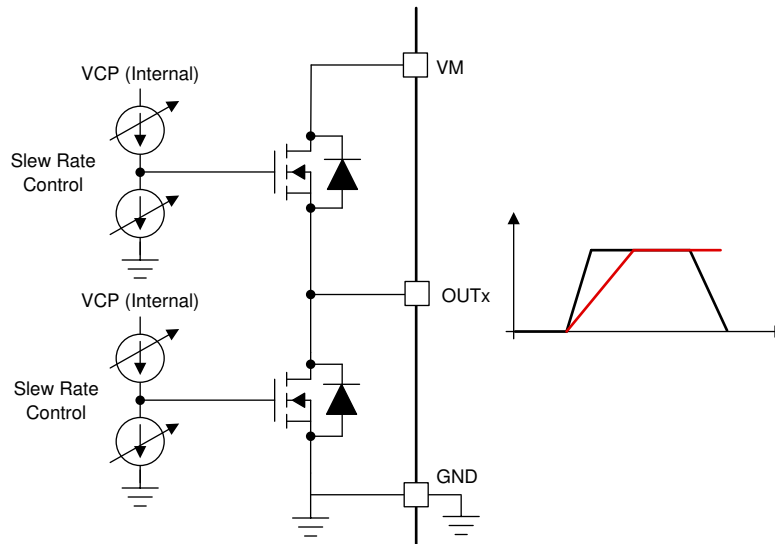 VCP (Internal)
VM
Slew Rate
Control
VCP (Internal)
OUTx
Slew Rate
Control
GND